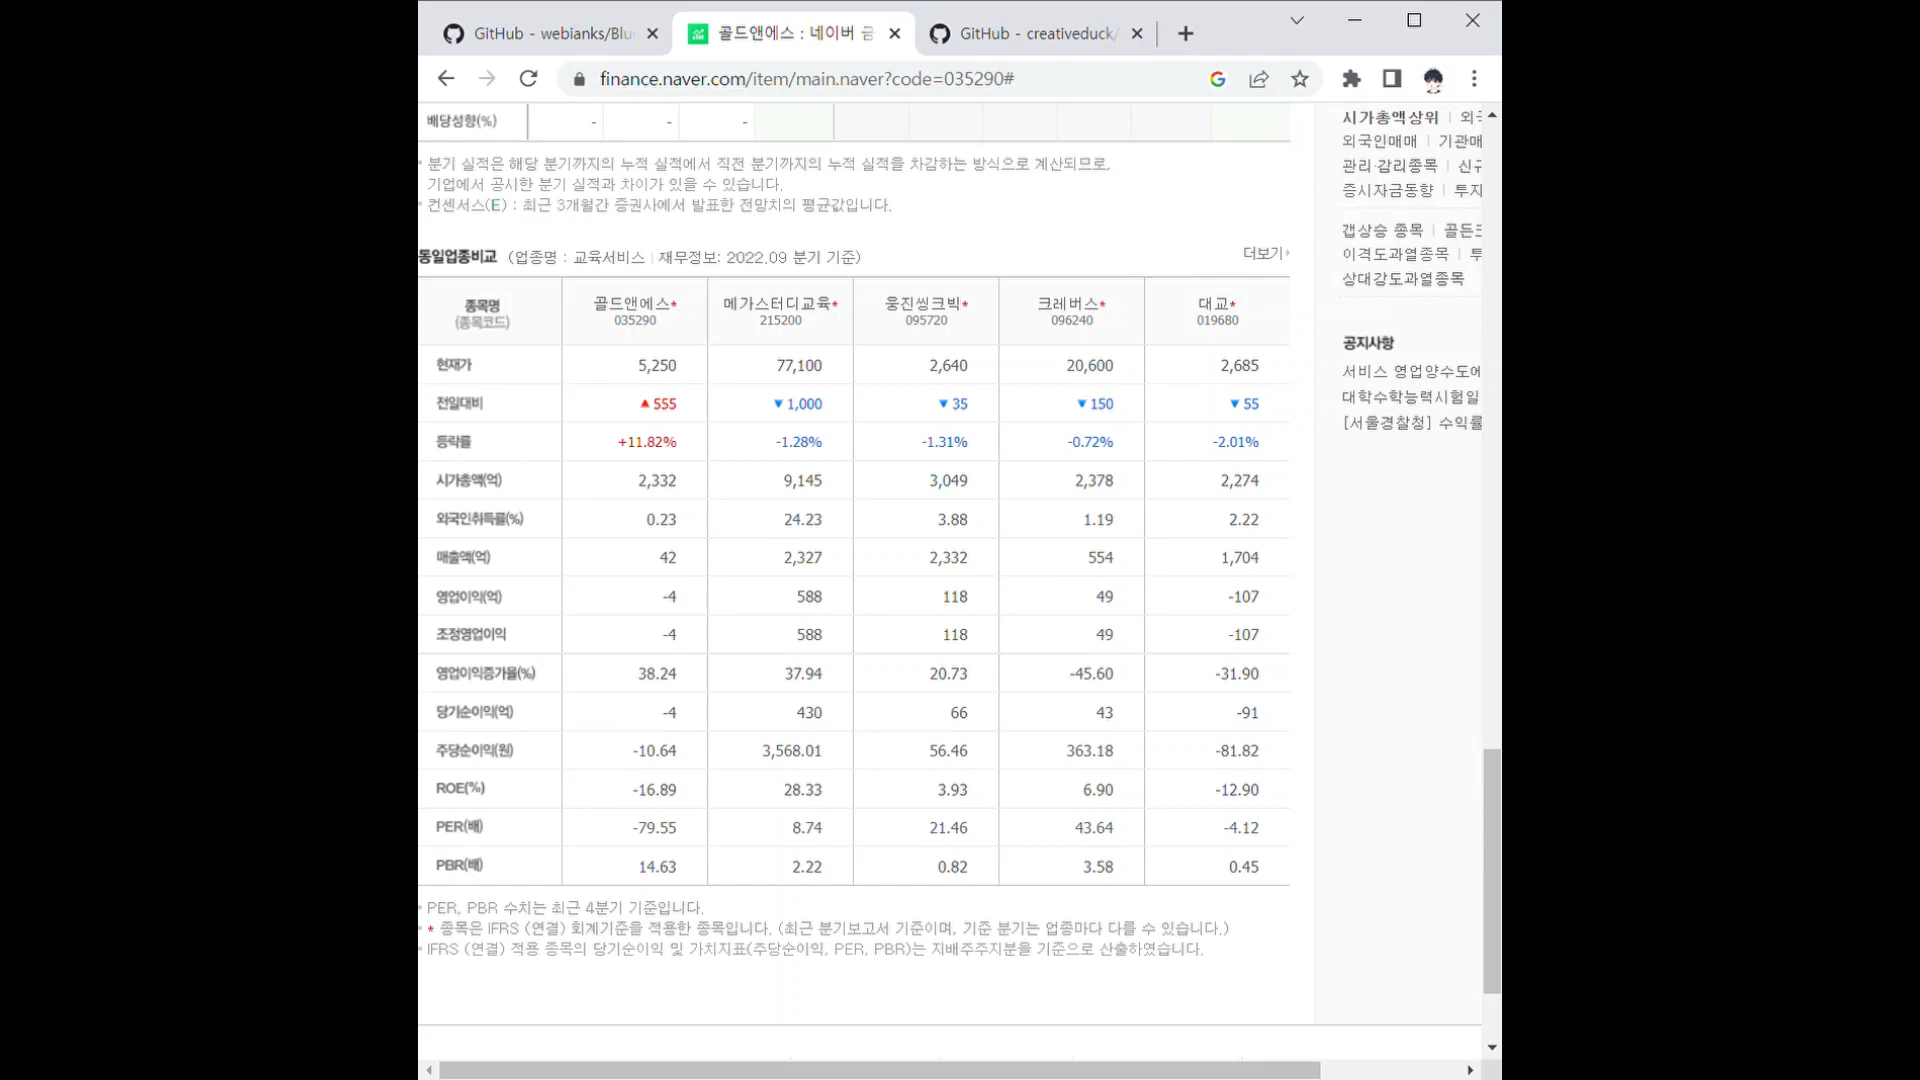 GitHub - webianks/Blu
골드앤에스 : 네이버 금
GitHub - creativeduck/
finance.naver.com/item/main.naver?code=035290#
배당성향(%) - - -
분기 실적은 해당 분기까지의 누적 실적에서 직전 분기까지의 누적 실적을 차감하는 방식으로 계산되므로,
기업에서 공시한 분기 실적과 차이가 있을 수 있습니다.
컨센서스(E) : 최근 3개월간 증권사에서 발표한 전망치의 평균값입니다.
동일업종비교 (업종명 : 교육서비스 | 재무정보: 2022.09 분기 기준) 더보기
종목명 골드앤에스* 메가스터디교육* 웅진씽크빅* 크레버스* 대교*
(종목코드) 035290 215200 095720 096240 019680
현재가 5,250 77,100 2,640 20,600 2,685
전일대비 ▲555 ▼1,000 ▼35 ▼150 ▼55
등락률 +11.82% -1.28% -1.31% -0.72% -2.01%
시가총액(억) 2,332 9,145 3,049 2,378 2,274
외국인취득률(%) 0.23 24.23 3.88 1.19 2.22
매출액(억) 42 2,327 2,332 554 1,704
영업이익(억) -4 588 118 49 -107
조정영업이익 -4 588 118 49 -107
영업이익증가율(%) 38.24 37.94 20.73 -45.60 -31.90
당기순이익(억) -4 430 66 43 -91
주당순이익(원) -10.64 3,568.01 56.46 363.18 -81.82
ROE(%) -16.89 28.33 3.93 6.90 -12.90
PER(배) -79.55 8.74 21.46 43.64 -4.12
PBR(배) 14.63 2.22 0.82 3.58 0.45
PER, PBR 수치는 최근 4분기 기준입니다.
* 종목은 IFRS (연결) 회계기준을 적용한 종목입니다. (최근 분기보고서 기준이며, 기준 분기는 업종마다 다를 수 있습니다.)
IFRS (연결) 적용 종목의 당기순이익 및 가치지표(주당순이익, PER, PBR)는 지배주주지분을 기준으로 산출하였습니다.
시가총액상위 | 외국
외국인매매 | 기관매
관리·감리종목 | 신규
증시자금동향 | 투자
갭상승 종목 | 골든크
이격도과열종목 | 투
상대강도과열종목
공지사항
서비스 영업양수도에
대학수학능력시험일
[서울경찰청] 수익률